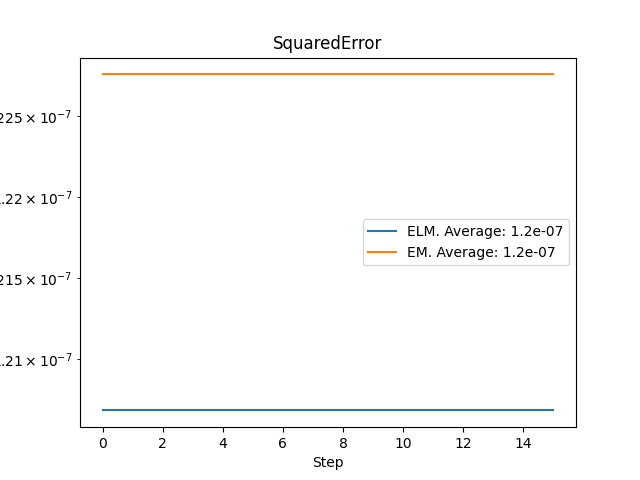 SquaredError
225 × 10⁻⁷
.22 × 10⁻⁷
215 × 10⁻⁷
.21 × 10⁻⁷
ELM. Average: 1.2e-07
EM. Average: 1.2e-07
0 2 4 6 8 10 12 14
Step